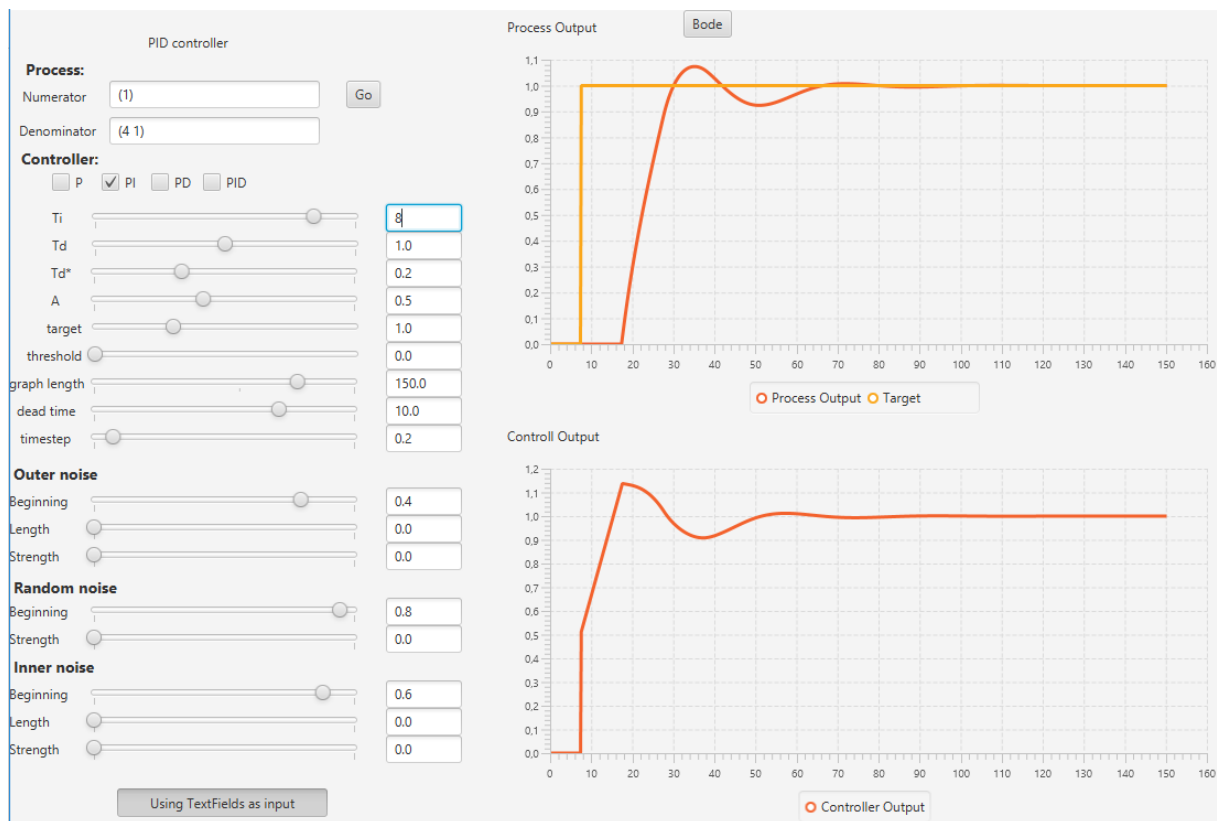 PID controller
Process:
Numerator (1) Go
Denominator (4 1)
Controller:
P PI PD PID
Ti 8
Td 1.0
Td* 0.2
A 0.5
target 1.0
threshold 0.0
graph length 150.0
dead time 10.0
timestep 0.2
Outer noise
Beginning 0.4
Length 0.0
Strength 0.0
Random noise
Beginning 0.8
Strength 0.0
Inner noise
Beginning 0.6
Length 0.0
Strength 0.0
Using TextFields as input
Process Output Bode
1,1
1,0
0,9
0,8
0,7
0,6
0,5
0,4
0,3
0,2
0,1
0,0
0 10 20 30 40 50 60 70 80 90 100 110 120 130 140 150 160
Process Output Target
Controll Output
1,2
1,1
1,0
0,9
0,8
0,7
0,6
0,5
0,4
0,3
0,2
0,1
0,0
0 10 20 30 40 50 60 70 80 90 100 110 120 130 140 150 160
Controller Output